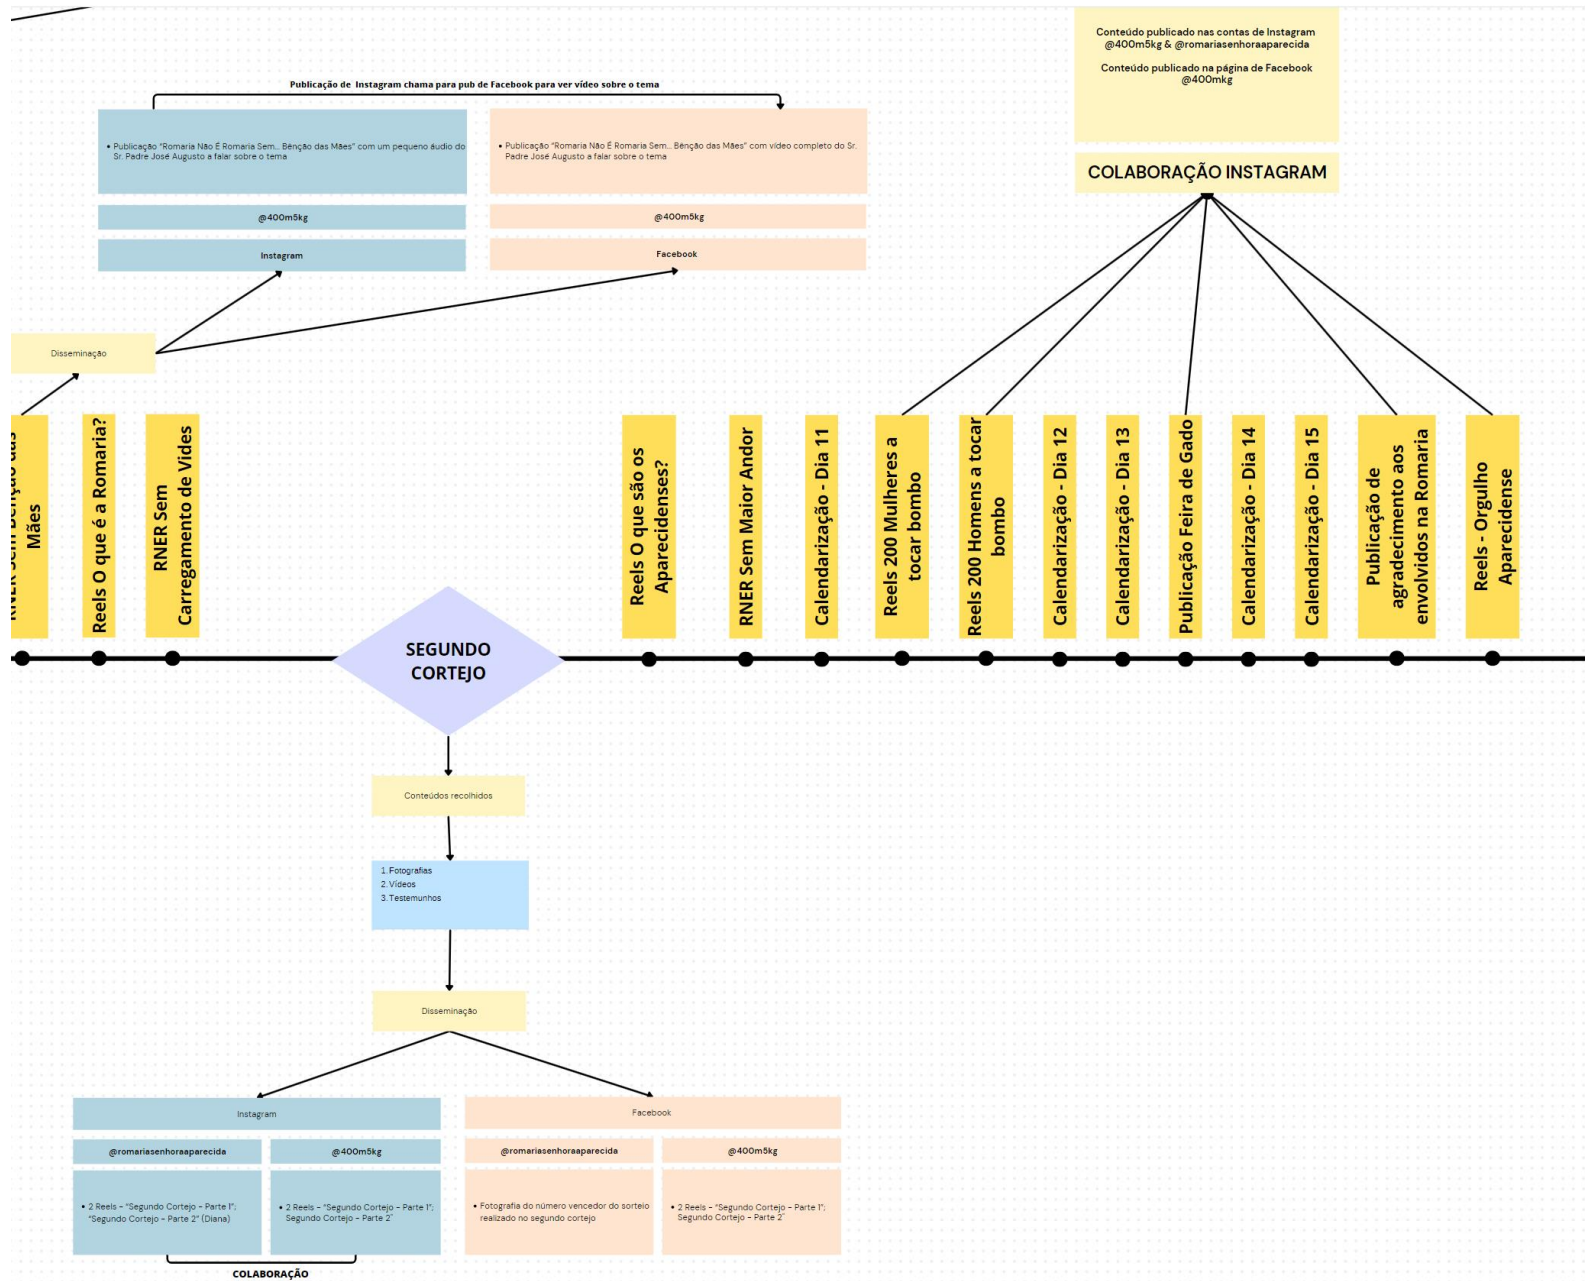 Conteúdo publicado nas contas de Instagram
@400m5kg & @romariasenhoraaparecida
Conteúdo publicado na página de Facebook
@400mkg
COLABORAÇÃO INSTAGRAM
Publicação de Instagram chama para pub de Facebook para ver vídeo sobre o tema
• Publicação "Romaria Não É Romaria Sem... Bênção das Mães" com um pequeno áudio do
Sr. Padre José Augusto a falar sobre o tema
• Publicação "Romaria Não É Romaria Sem... Bênção das Mães" com vídeo completo do Sr.
Padre José Augusto a falar sobre o tema
@400m5kg
@400m5kg
Instagram
Facebook
Disseminação
RNER Sem Bênção das
Mães
Reels O que é a Romaria?
RNER Sem
Carregamento de Vides
Reels O que são os
Aparecidenses?
RNER Sem Maior Andor
Calendarização - Dia 11
Reels 200 Mulheres a
tocar bombo
Reels 200 Homens a tocar
bombo
Calendarização - Dia 12
Calendarização - Dia 13
Publicação Feira de Gado
Calendarização - Dia 14
Calendarização - Dia 15
Publicação de
agradecimento aos
envolvidos na Romaria
Reels - Orgulho
Aparecidense
SEGUNDO
CORTEJO
Conteúdos recolhidos
1. Fotografias
2. Vídeos
3. Testemunhos
Disseminação
Instagram
Facebook
@romariasenhoraaparecida
@400m5kg
@romariasenhoraaparecida
@400m5kg
• 2 Reels - "Segundo Cortejo - Parte 1";
"Segundo Cortejo - Parte 2" (Diana)
• 2 Reels - "Segundo Cortejo - Parte 1";
Segundo Cortejo - Parte 2"
• Fotografia do número vencedor do sorteio
realizado no segundo cortejo
• 2 Reels - "Segundo Cortejo - Parte 1";
Segundo Cortejo - Parte 2"
COLABORAÇÃO